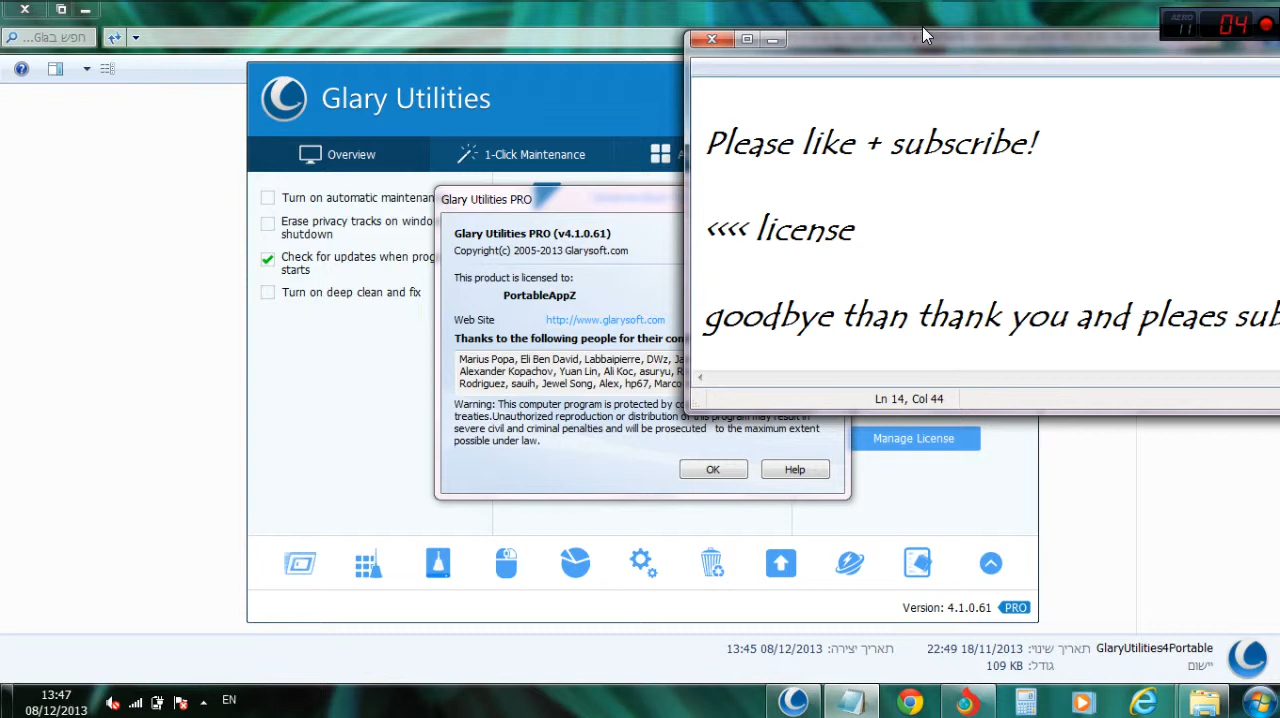 AERO
11
04
חפש בGla...
Glary Utilities
Overview
1-Click Maintenance
A
Turn on automatic maintenan
Erase privacy tracks on windo
shutdown
Check for updates when prog
starts
Turn on deep clean and fix
Glary Utilities PRO
Glary Utilities PRO (v4.1.0.61)
Copyright(c) 2005-2013 Glarysoft.com
This product is licensed to:
PortableAppZ
Web Site
http://www.glarysoft.com
Thanks to the following people for their con
Marius Popa, Eli Ben David, Labbaipierre, DWz, Ja
Alexander Kopachov, Yuan Lin, Ali Koc, asuryu, R
Rodriguez, sauih, Jewel Song, Alex, hp67, Marco
Warning: This computer program is protected by co
treaties.Unauthorized reproduction or distribution of this program may result in
severe civil and criminal penalties and will be prosecuted to the maximum extent
possible under law.
OK
Help
Please like + subscribe!
<<<< license
goodbye than thank you and pleaes sub
Ln 14, Col 44
Manage License
Version: 4.1.0.61
PRO
GlaryUtilities4Portable
תאריך שינוי: 18/11/2013 22:49
תאריך יצירה: 08/12/2013 13:45
יישום
גודל: 109 KB
13:47
08/12/2013
EN